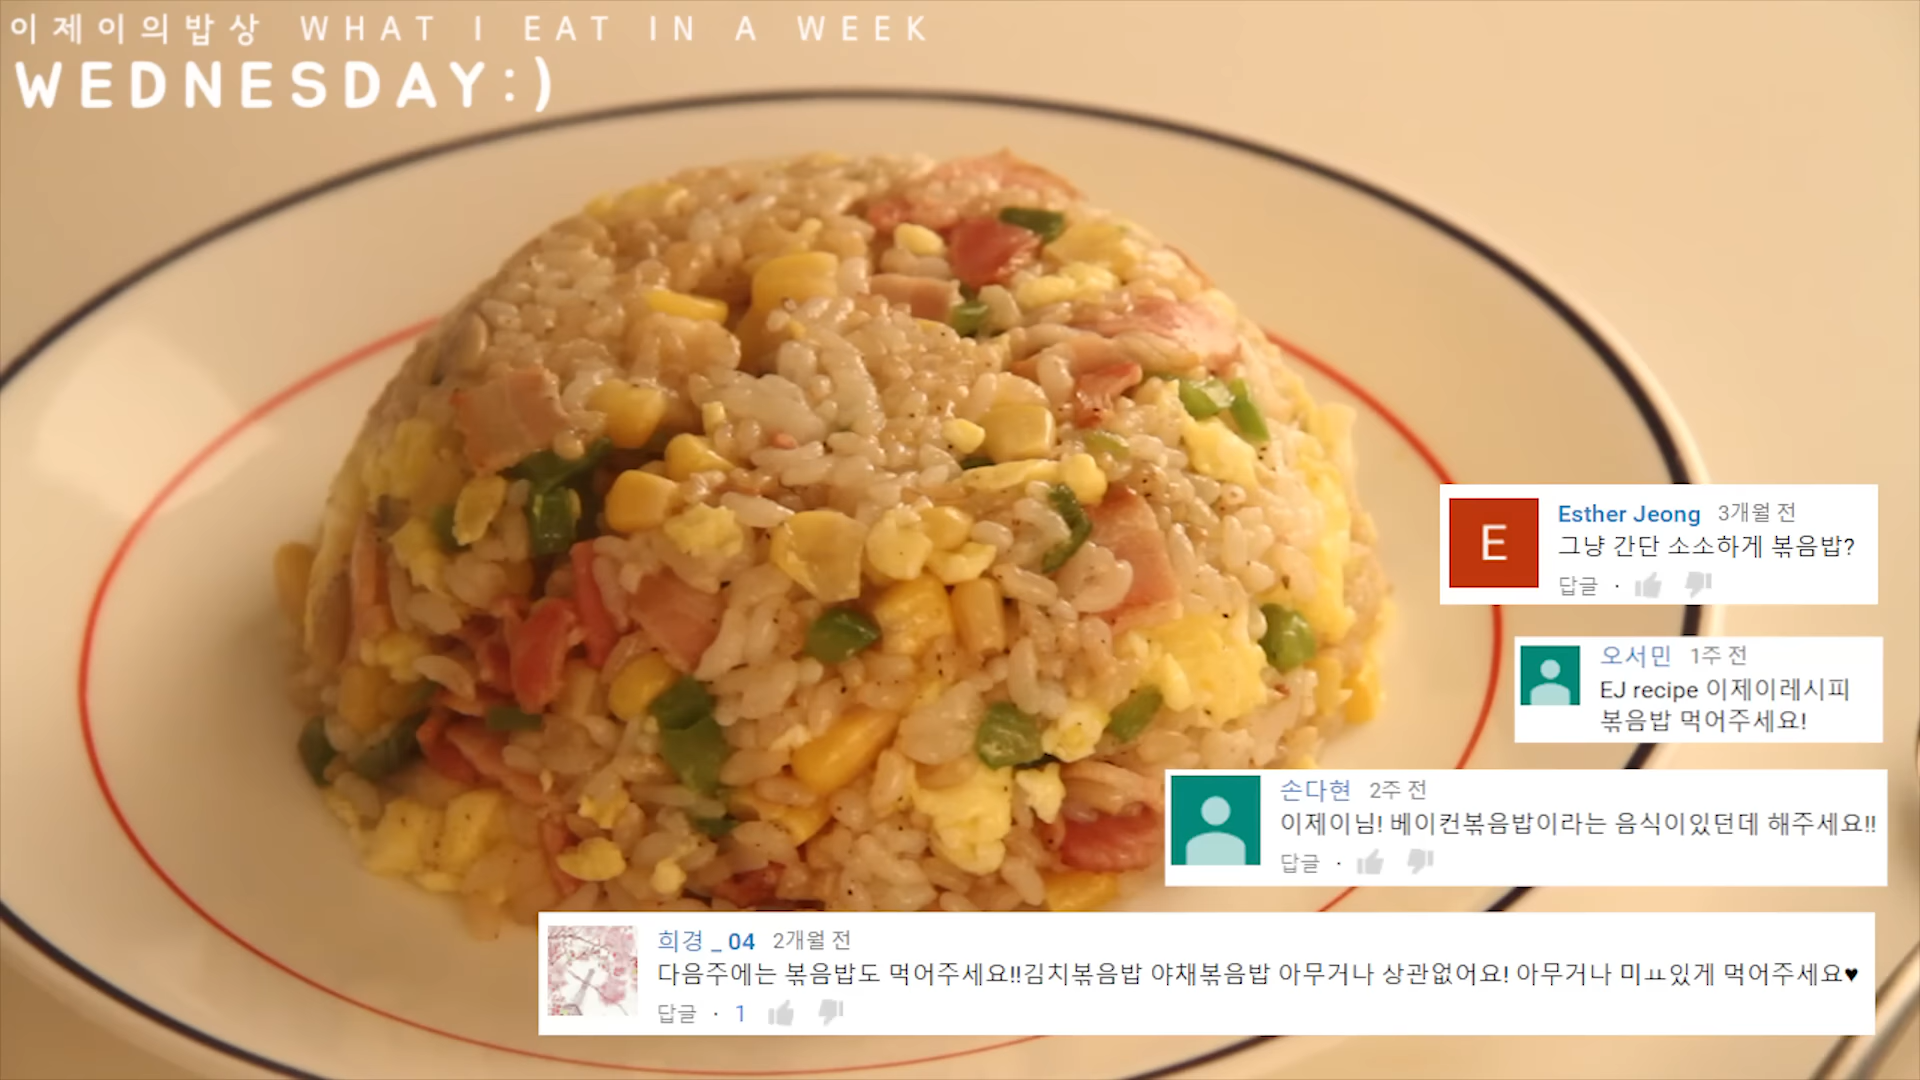 이제이의밥상 WHAT I EAT IN A WEEK
WEDNESDAY:)
E
Esther Jeong 3개월 전
그냥 간단 소소하게 볶음밥?
답글 ·
오서민 1주 전
EJ recipe 이제이레시피
볶음밥 먹어주세요!
손다현 2주 전
이제이님! 베이컨볶음밥이라는 음식이있던데 해주세요!!
답글 ·
희경 _ 04 2개월 전
다음주에는 볶음밥도 먹어주세요!!김치볶음밥 야채볶음밥 아무거나 상관없어요! 아무거나 미ㅛ있게 먹어주세요♥
답글 · 1